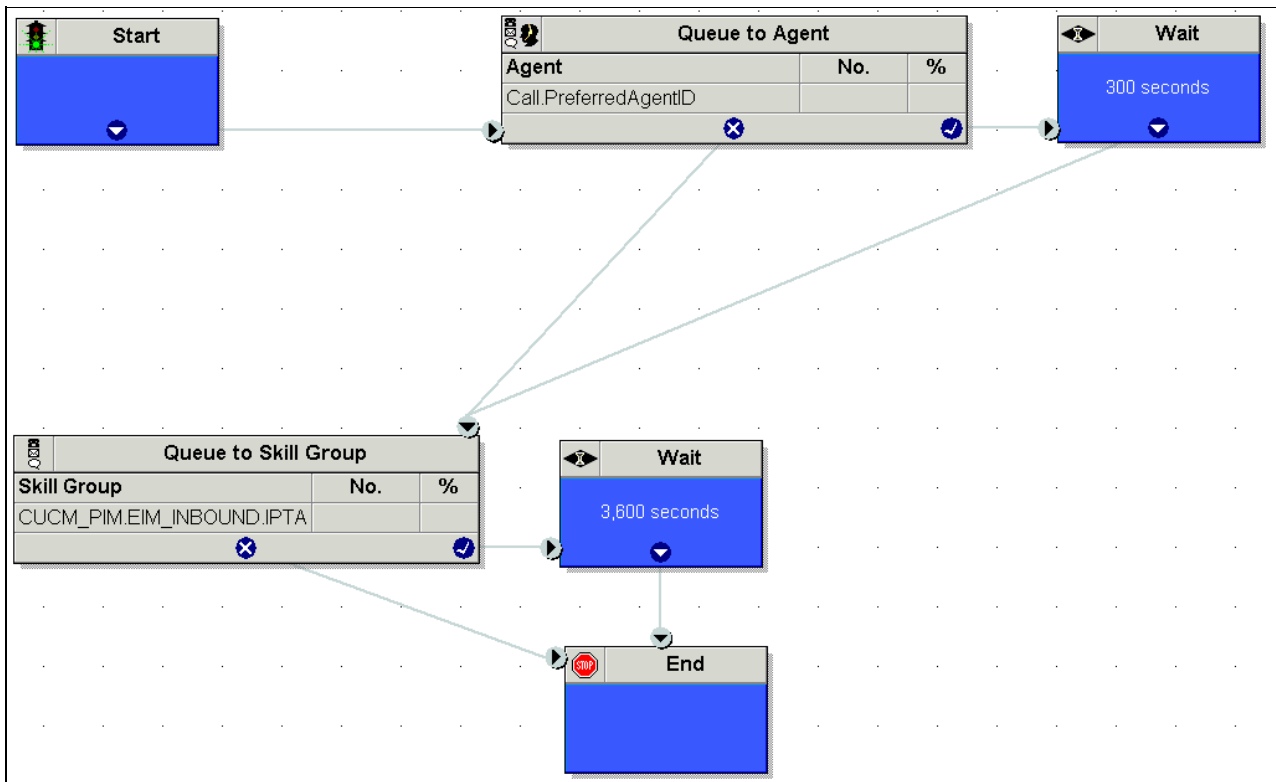 Start
Queue to Agent
Agent No. %
Call.PreferredAgentID
Wait
300 seconds
Queue to Skill Group
Skill Group No. %
CUCM_PIM.EIM_INBOUND.IPTA
Wait
3,600 seconds
STOP
End